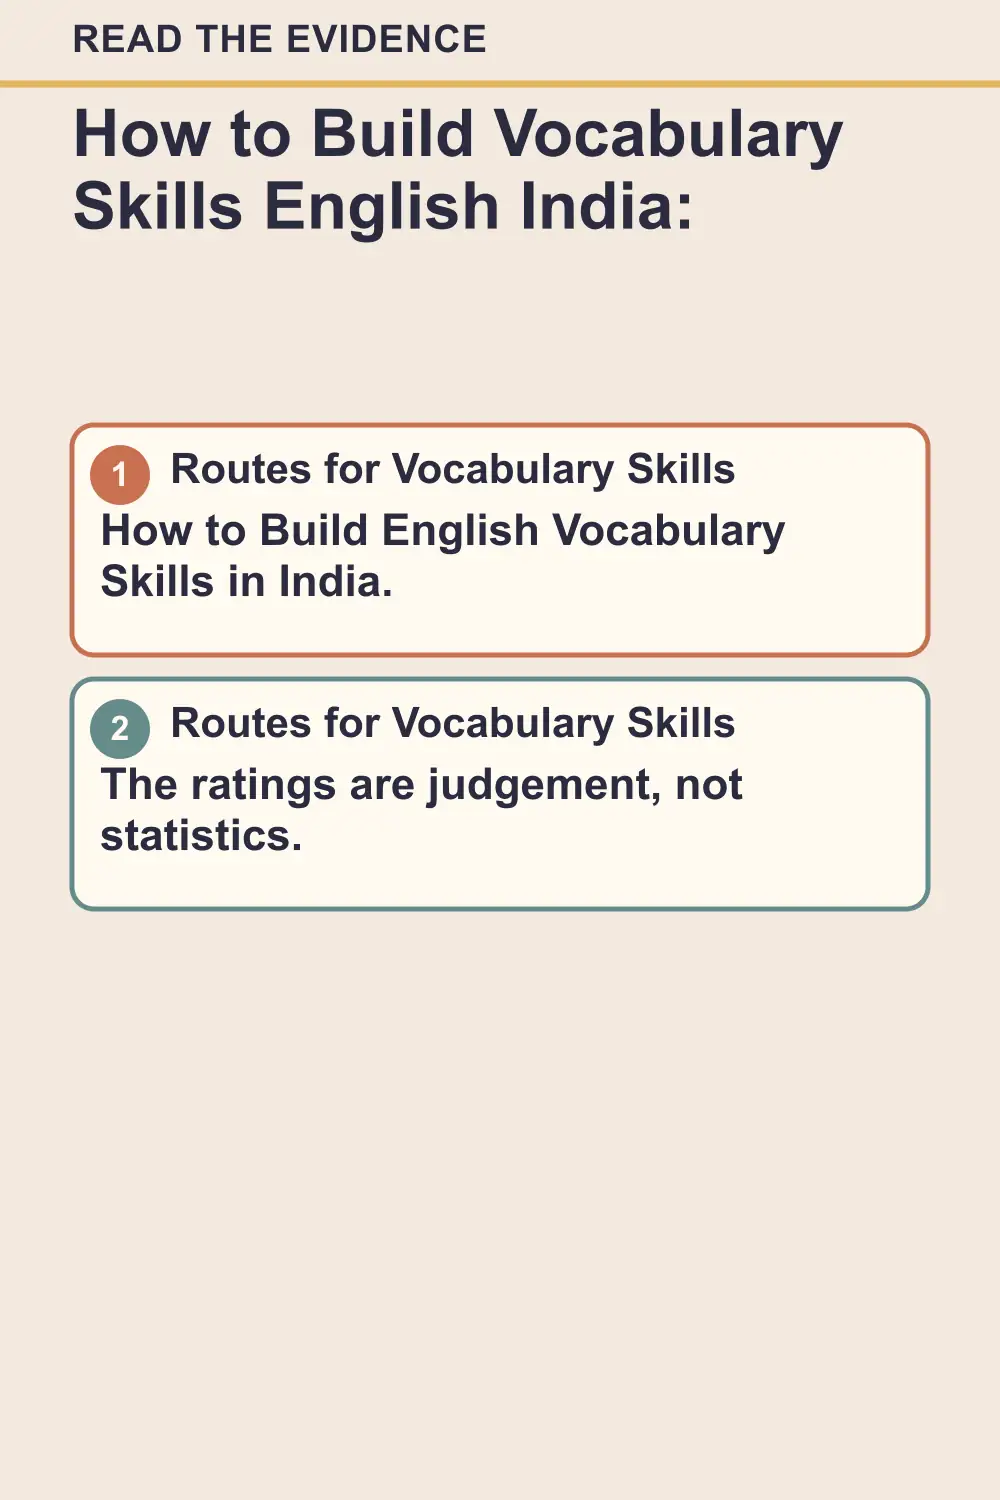 READ THE EVIDENCE
How to Build Vocabulary
Skills English India:
1 Routes for Vocabulary Skills
How to Build English Vocabulary
Skills in India.
2 Routes for Vocabulary Skills
The ratings are judgement, not
statistics.